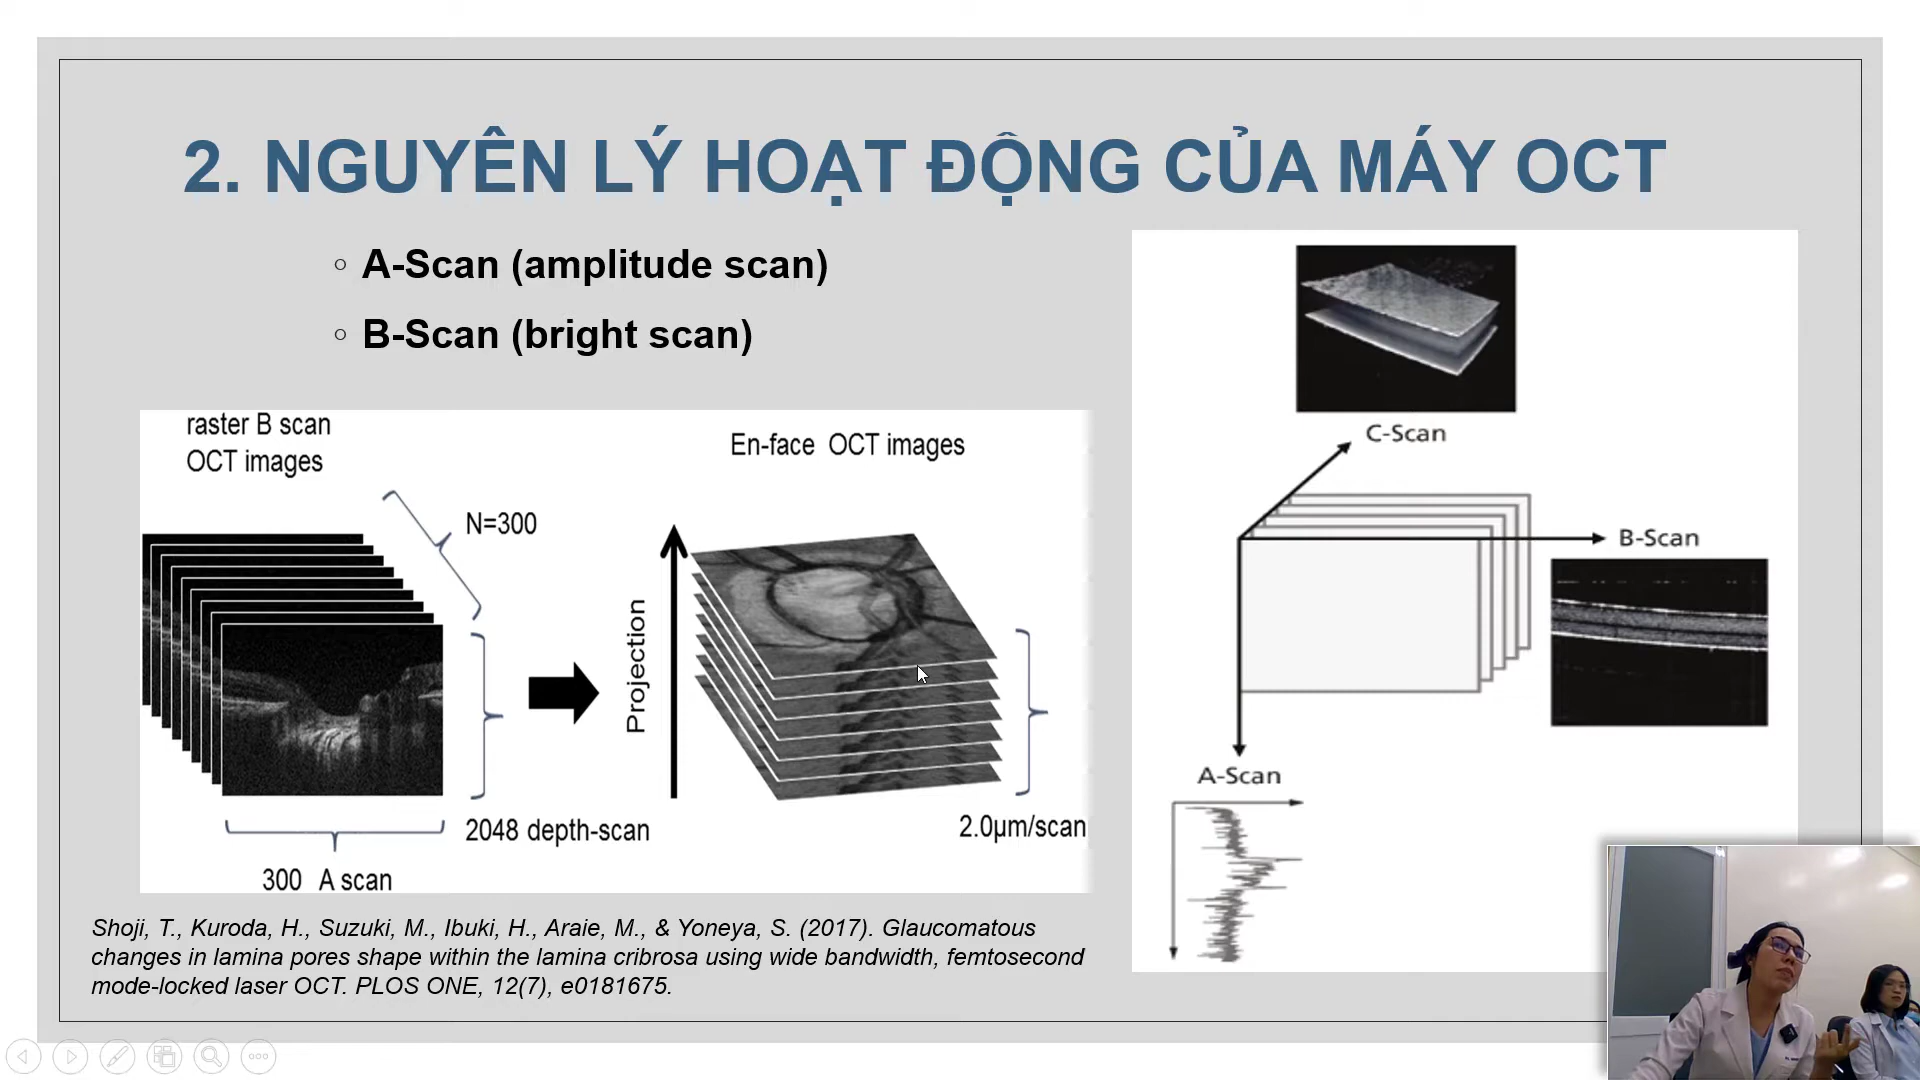 2. NGUYÊN LÝ HOẠT ĐỘNG CỦA MÁY OCT
◦ A-Scan (amplitude scan)
◦ B-Scan (bright scan)
raster B scan
OCT images
N=300
2048 depth-scan
300 A scan
En-face OCT images
Projection
2.0µm/scan
C-Scan
B-Scan
A-Scan
Shoji, T., Kuroda, H., Suzuki, M., Ibuki, H., Araie, M., & Yoneya, S. (2017). Glaucomatous
changes in lamina pores shape within the lamina cribrosa using wide bandwidth, femtosecond
mode-locked laser OCT. PLOS ONE, 12(7), e0181675.